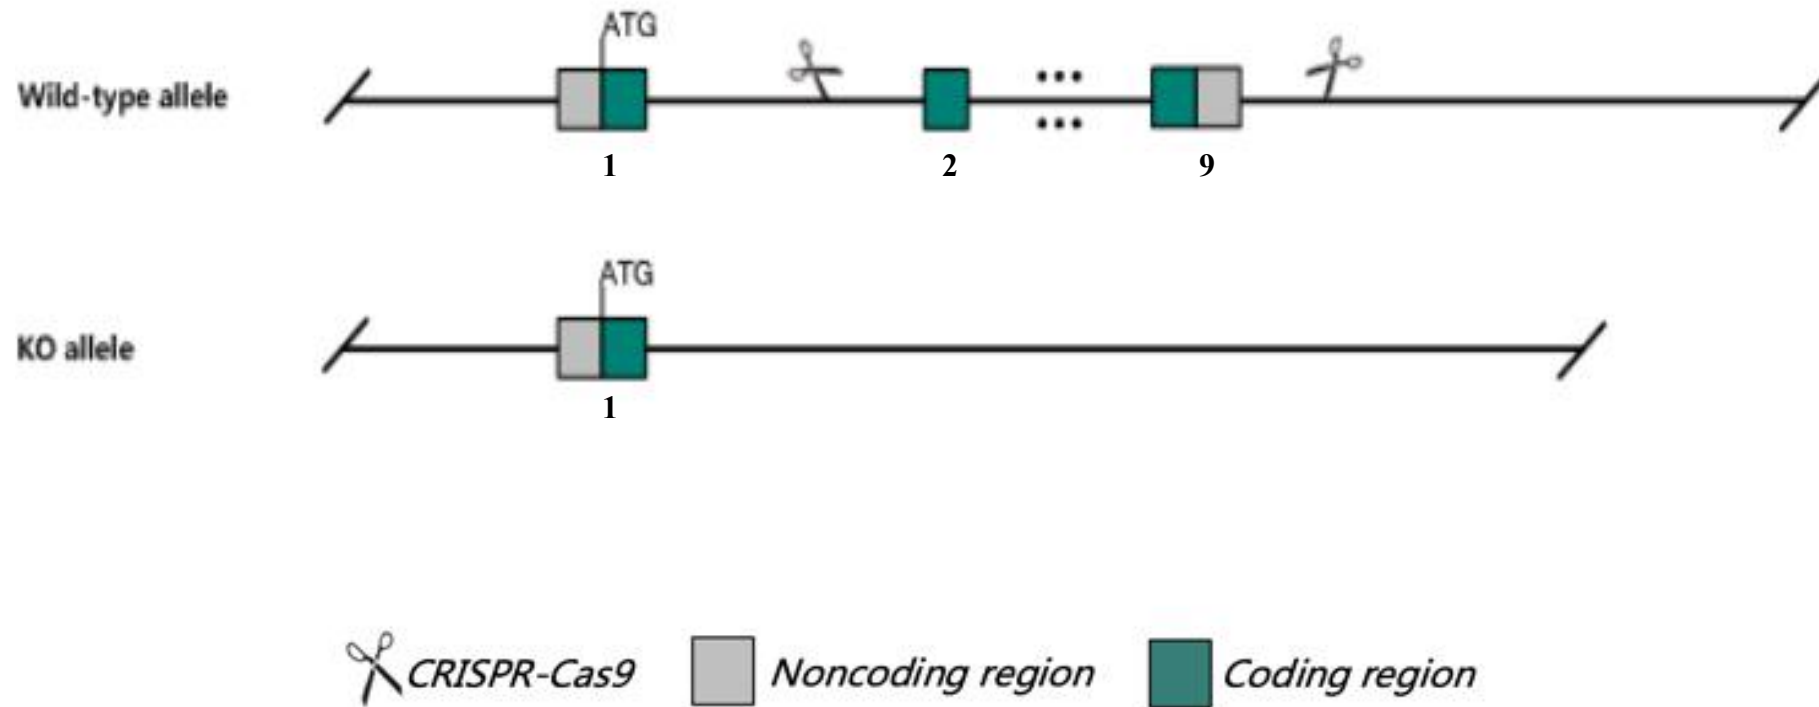 ATG
Wild-type allele
1 2 9
ATG
KO allele
1
CRISPR-Cas9 Noncoding region Coding region